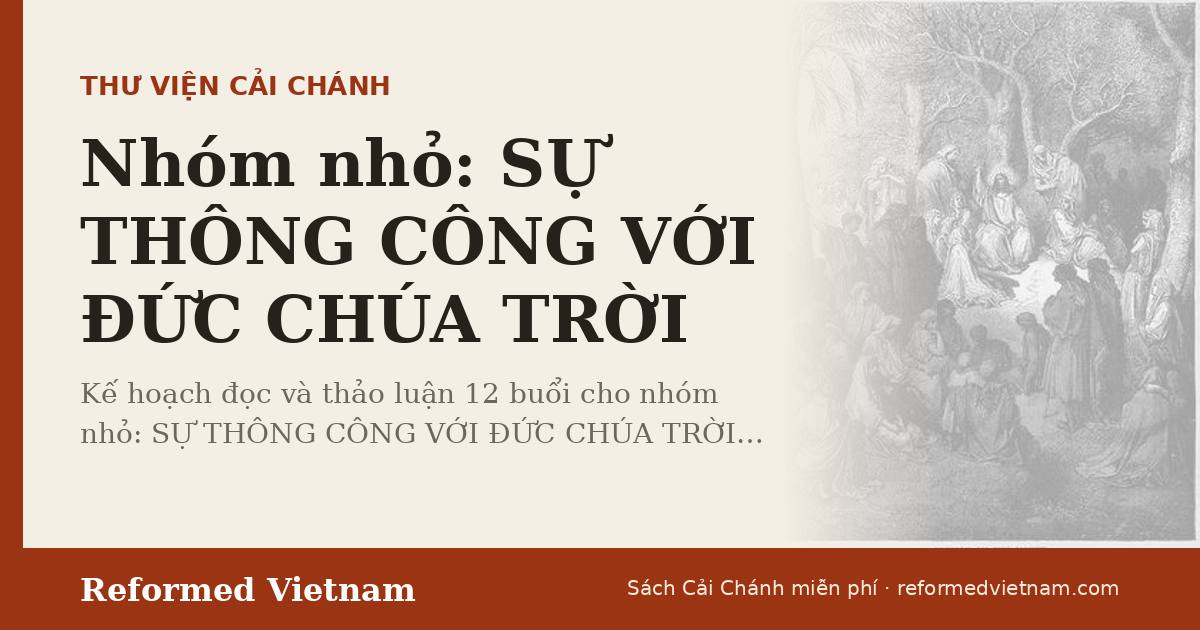 THƯ VIỆN CẢI CHÁNH
Nhóm nhỏ: SỰ
THÔNG CÔNG VỚI
ĐỨC CHÚA TRỜI
Kế hoạch đọc và thảo luận 12 buổi cho nhóm
nhỏ: SỰ THÔNG CÔNG VỚI ĐỨC CHÚA TRỜI...
Reformed Vietnam
Sách Cải Chánh miễn phí · reformedvietnam.com